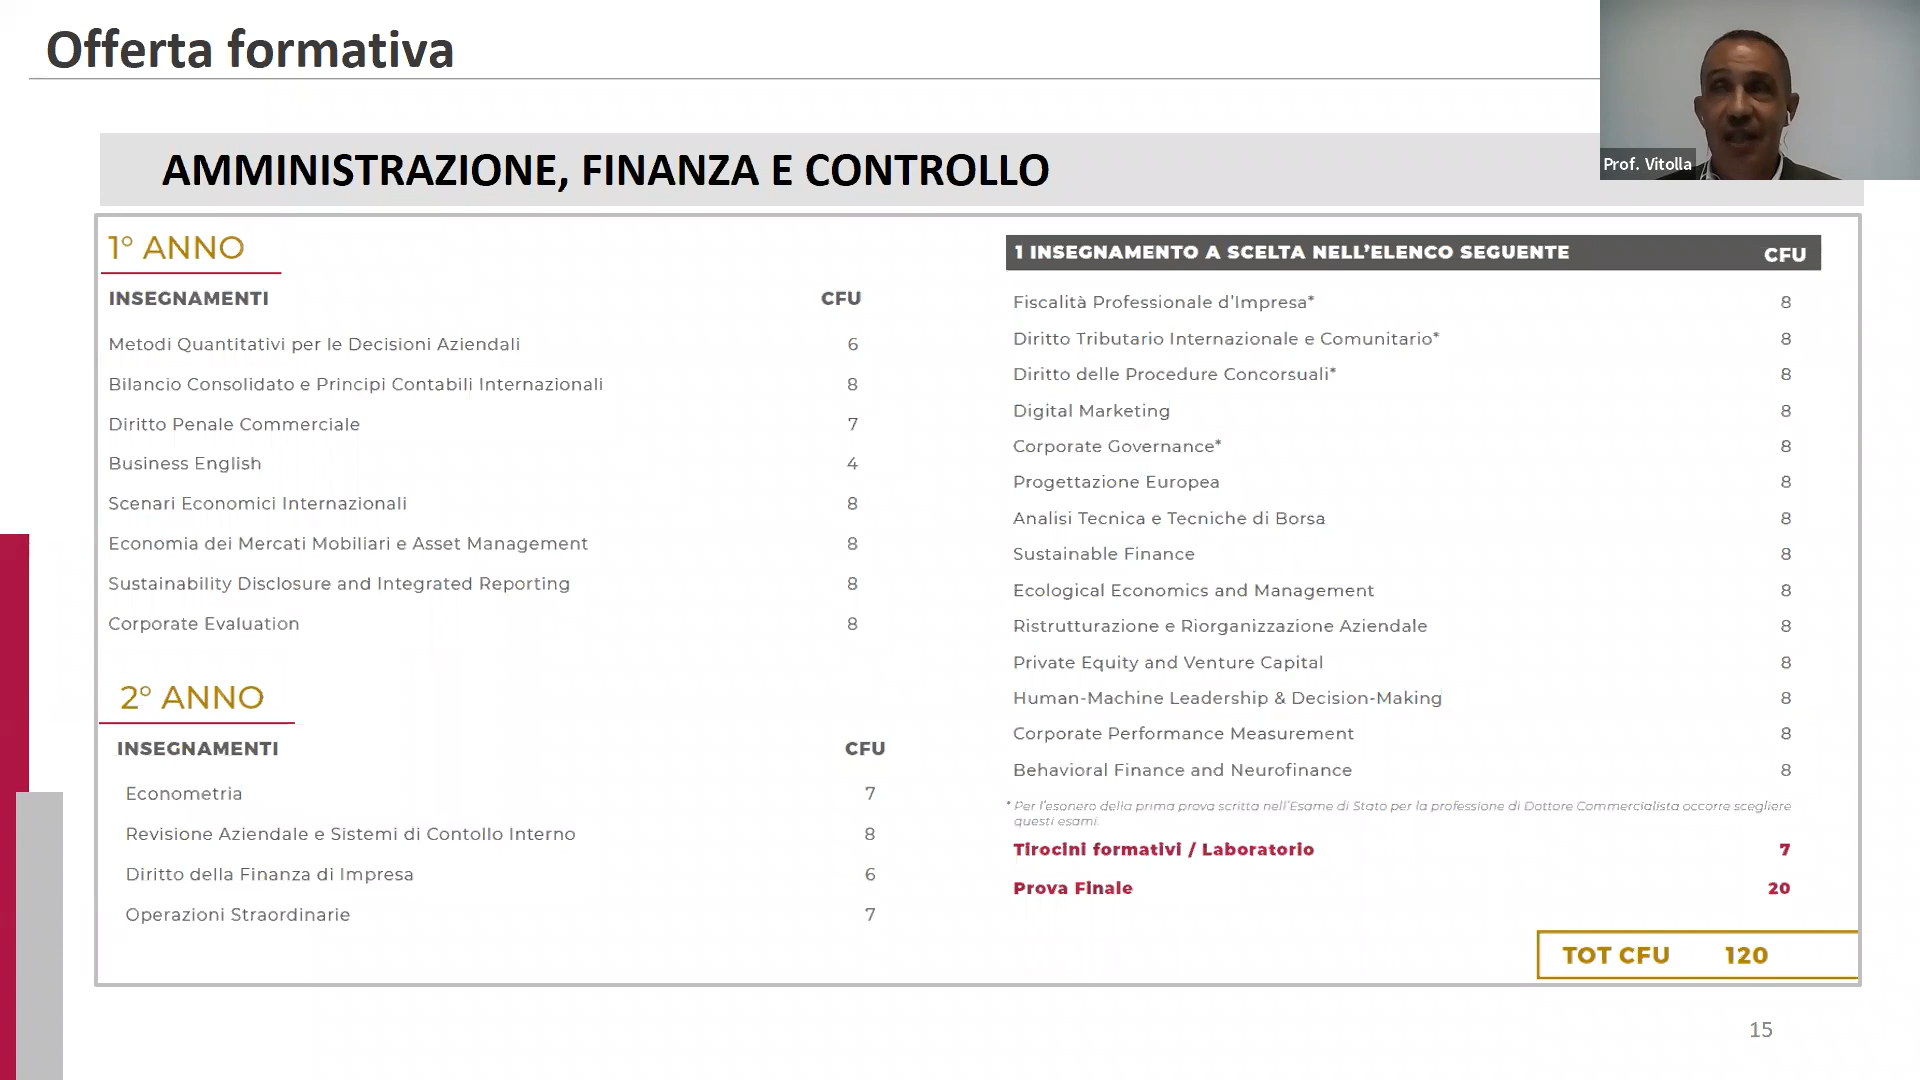 Offerta formativa
Prof. Vitolla
AMMINISTRAZIONE, FINANZA E CONTROLLO
1° ANNO
INSEGNAMENTI CFU
Metodi Quantitativi per le Decisioni Aziendali 6
Bilancio Consolidato e Principi Contabili Internazionali 8
Diritto Penale Commerciale 7
Business English 4
Scenari Economici Internazionali 8
Economia dei Mercati Mobiliari e Asset Management 8
Sustainability Disclosure and Integrated Reporting 8
Corporate Evaluation 8
2° ANNO
INSEGNAMENTI CFU
Econometria 7
Revisione Aziendale e Sistemi di Contollo Interno 8
Diritto della Finanza di Impresa 6
Operazioni Straordinarie 7
1 INSEGNAMENTO A SCELTA NELL'ELENCO SEGUENTE CFU
Fiscalità Professionale d'Impresa* 8
Diritto Tributario Internazionale e Comunitario* 8
Diritto delle Procedure Concorsuali* 8
Digital Marketing 8
Corporate Governance* 8
Progettazione Europea 8
Analisi Tecnica e Tecniche di Borsa 8
Sustainable Finance 8
Ecological Economics and Management 8
Ristrutturazione e Riorganizzazione Aziendale 8
Private Equity and Venture Capital 8
Human-Machine Leadership & Decision-Making 8
Corporate Performance Measurement 8
Behavioral Finance and Neurofinance 8
* Per l'esonero della prima prova scritta nell'Esame di Stato per la professione di Dottore Commercialista occorre scegliere
questi esami.
Tirocini formativi / Laboratorio 7
Prova Finale 20
TOT CFU 120
15